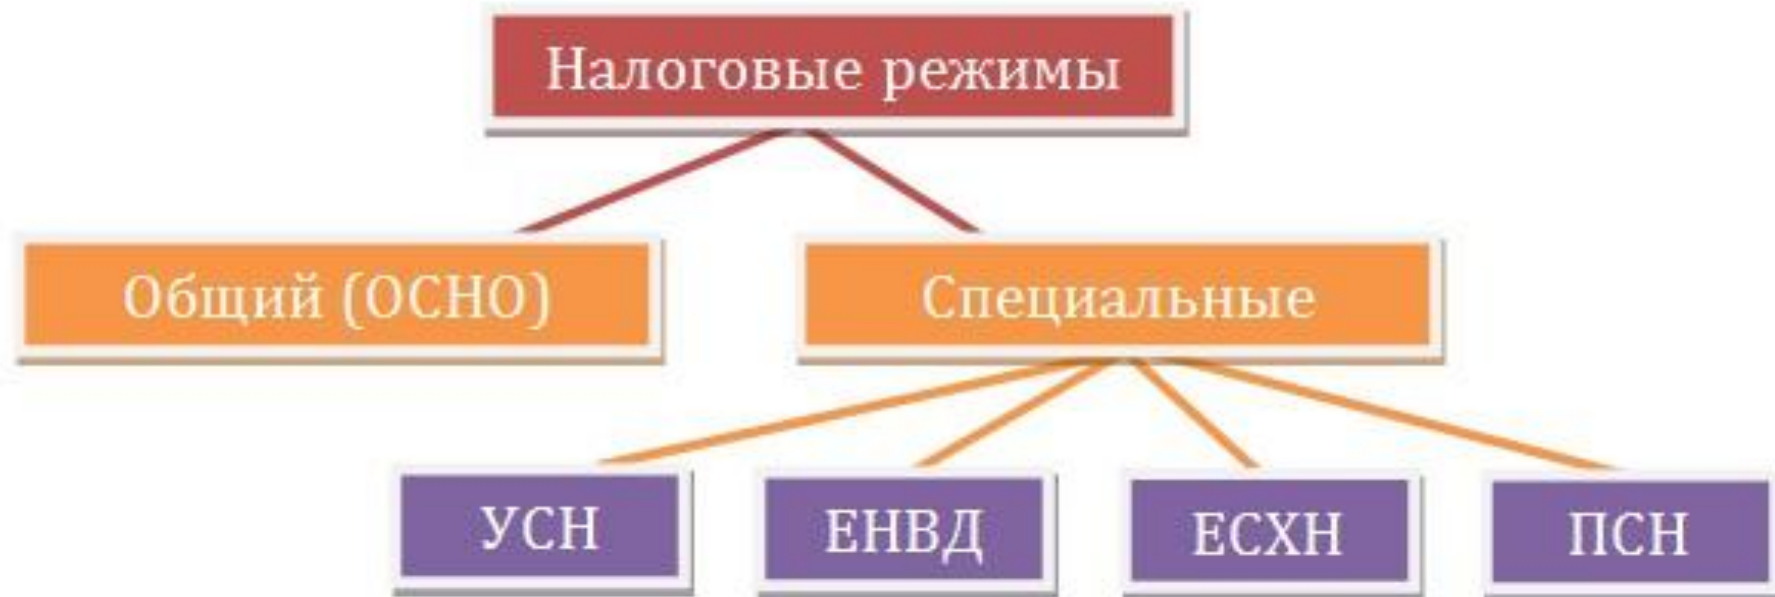 Налоговые режимы
Общий (ОСНО)
Специальные
УСН
ЕНВД
ЕСХН
ПСН